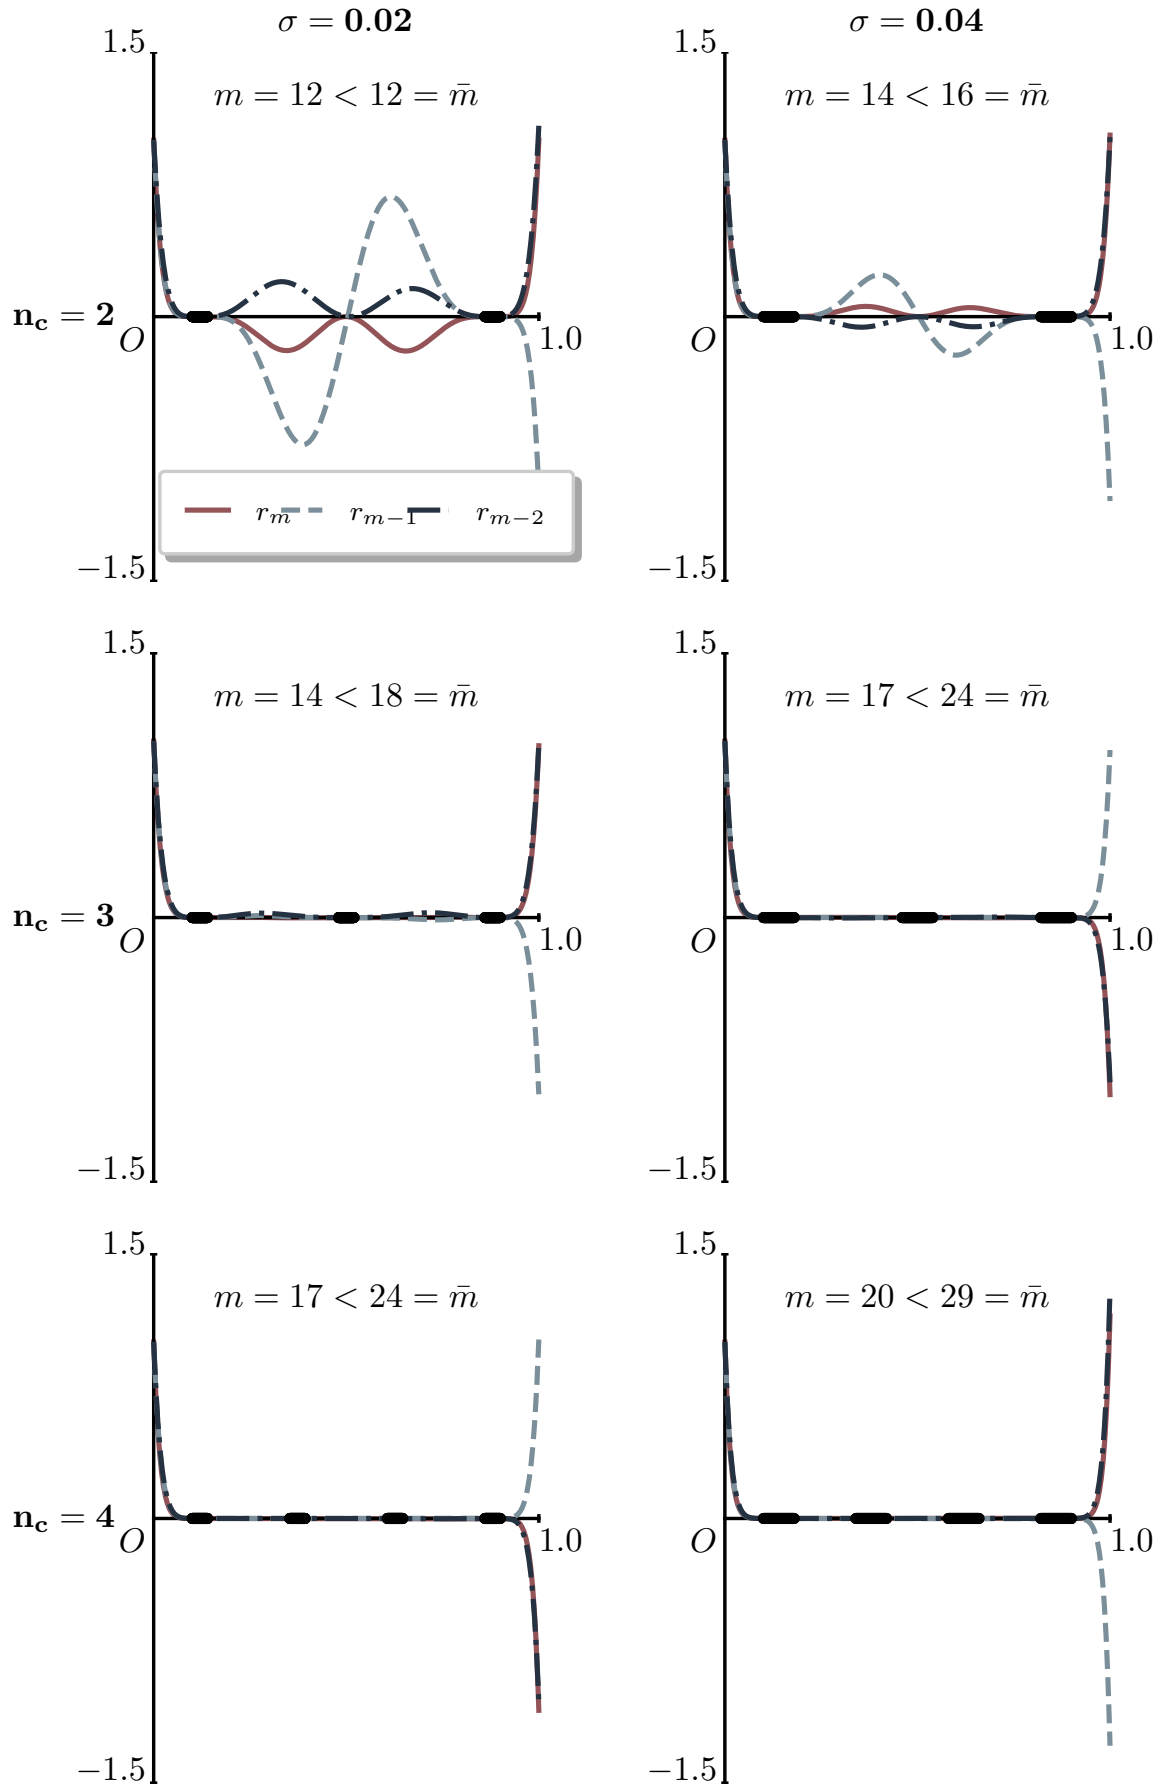 σ = 0.02
σ = 0.04
1.5
m = 12 < 12 = m̄
n_c = 2
O
1.0
r_m
r_{m−1}
r_{m−2}
−1.5
1.5
m = 14 < 16 = m̄
O
1.0
−1.5
1.5
m = 14 < 18 = m̄
n_c = 3
O
1.0
−1.5
1.5
m = 17 < 24 = m̄
O
1.0
−1.5
1.5
m = 17 < 24 = m̄
n_c = 4
O
1.0
−1.5
1.5
m = 20 < 29 = m̄
O
1.0
−1.5